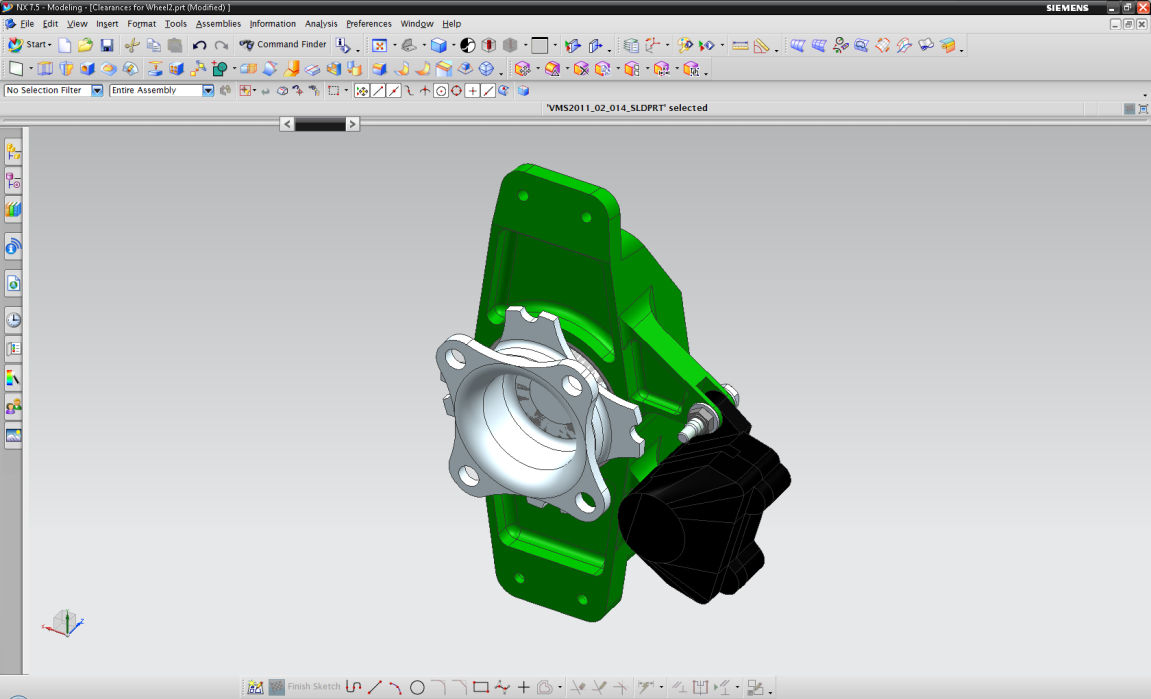 NX 7.5 - Modeling - [Clearances for Wheel2.prt (Modified) ]
SIEMENS
File Edit View Insert Format Tools Assemblies Information Analysis Preferences Window Help
Start Command Finder
No Selection Filter Entire Assembly
'VMS2011_02_014_SLDPRT' selected
Finish Sketch